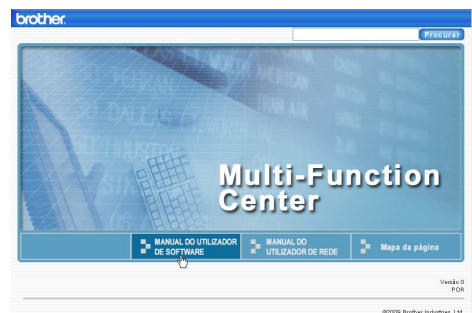 brother
Procurar
Multi-Function
Center
MANUAL DO UTILIZADOR
DE SOFTWARE
MANUAL DO
UTILIZADOR DE REDE
Mapa da página
Versão 0
POR
©2009 Brother Industries, Ltd.